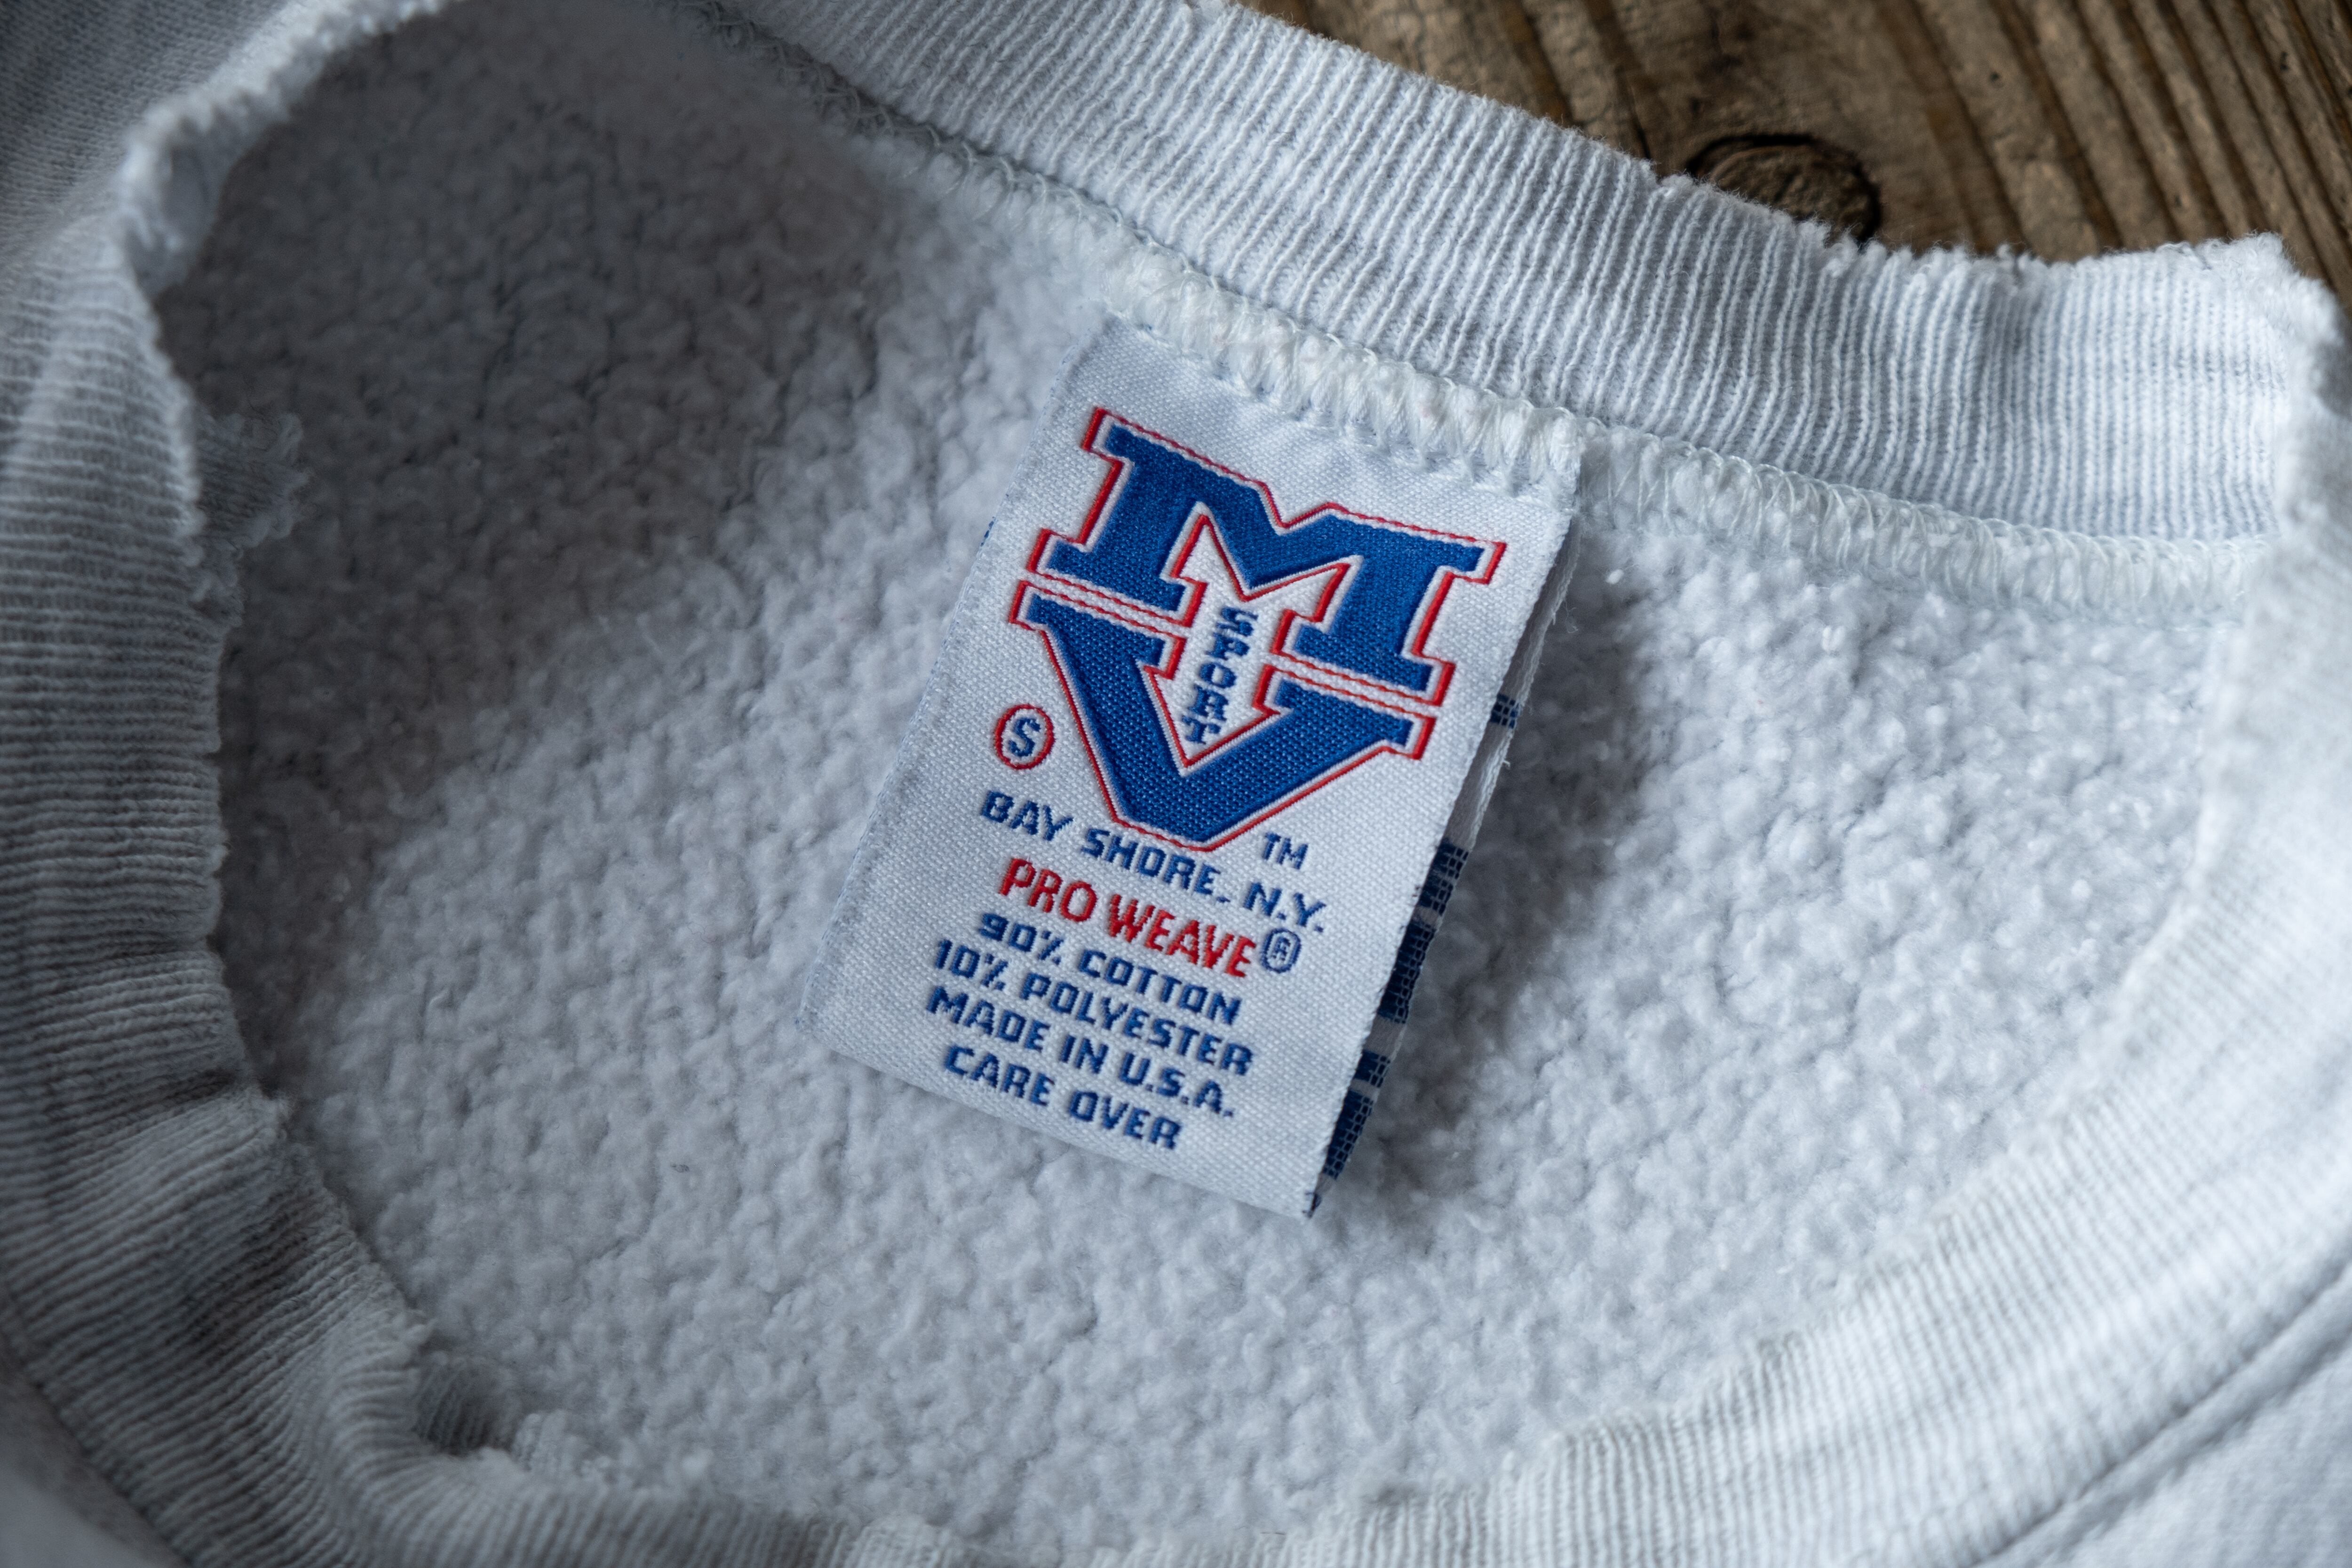 MV
SPORT
S
TM
BAY SHORE, N.Y.
PRO WEAVE®
90% COTTON
10% POLYESTER
MADE IN U.S.A.
CARE OVER